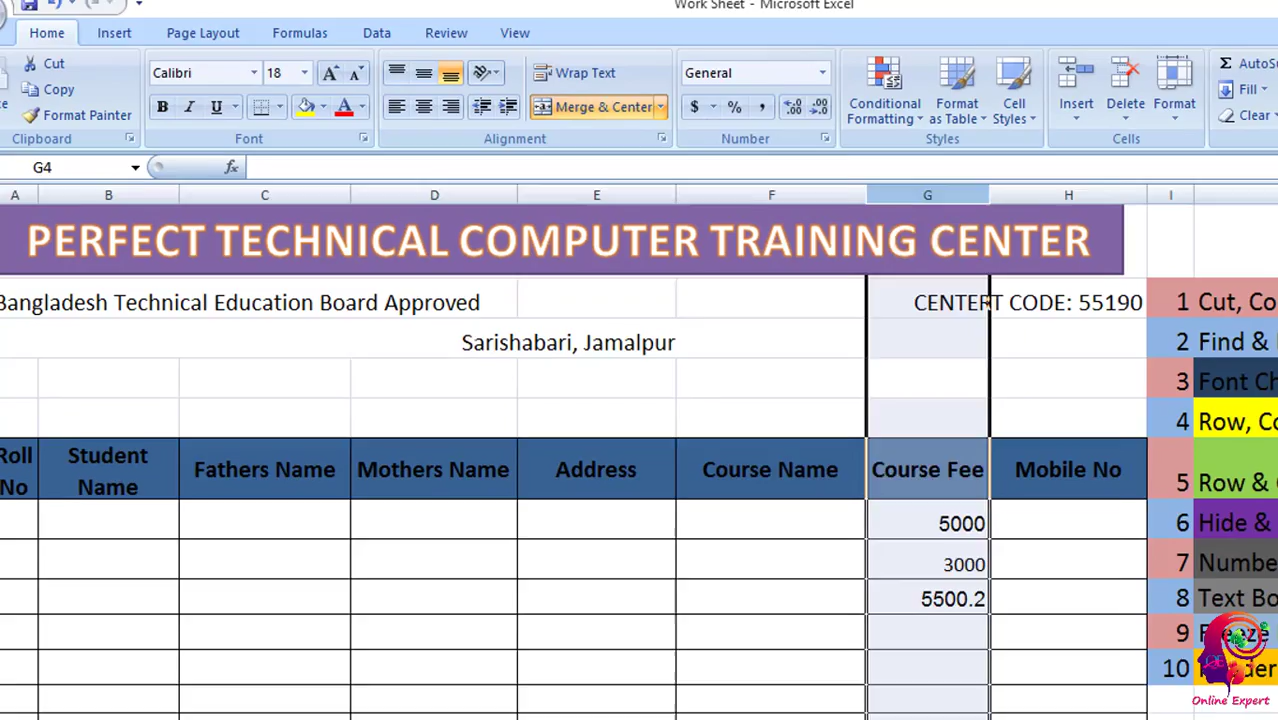 Work Sheet - Microsoft Excel
Home Insert Page Layout Formulas Data Review View
Cut
Copy
Format Painter
Clipboard
Calibri 18
B I U
Font
Wrap Text
Merge & Center
Alignment
General
$ % ,
Number
Conditional Formatting
Format as Table
Cell Styles
Styles
Insert Delete Format
Cells
Σ AutoS
Fill
Clear
G4 fx
A B C D E F G H I
PERFECT TECHNICAL COMPUTER TRAINING CENTER
Bangladesh Technical Education Board Approved CENTERT CODE: 55190
Sarishabari, Jamalpur
Roll No Student Name Fathers Name Mothers Name Address Course Name Course Fee Mobile No
5000
3000
5500.2
1 Cut, Co
2 Find &
3 Font Ch
4 Row, Co
5 Row &
6 Hide &
7 Numbe
8 Text Bo
9
10
Online Expert